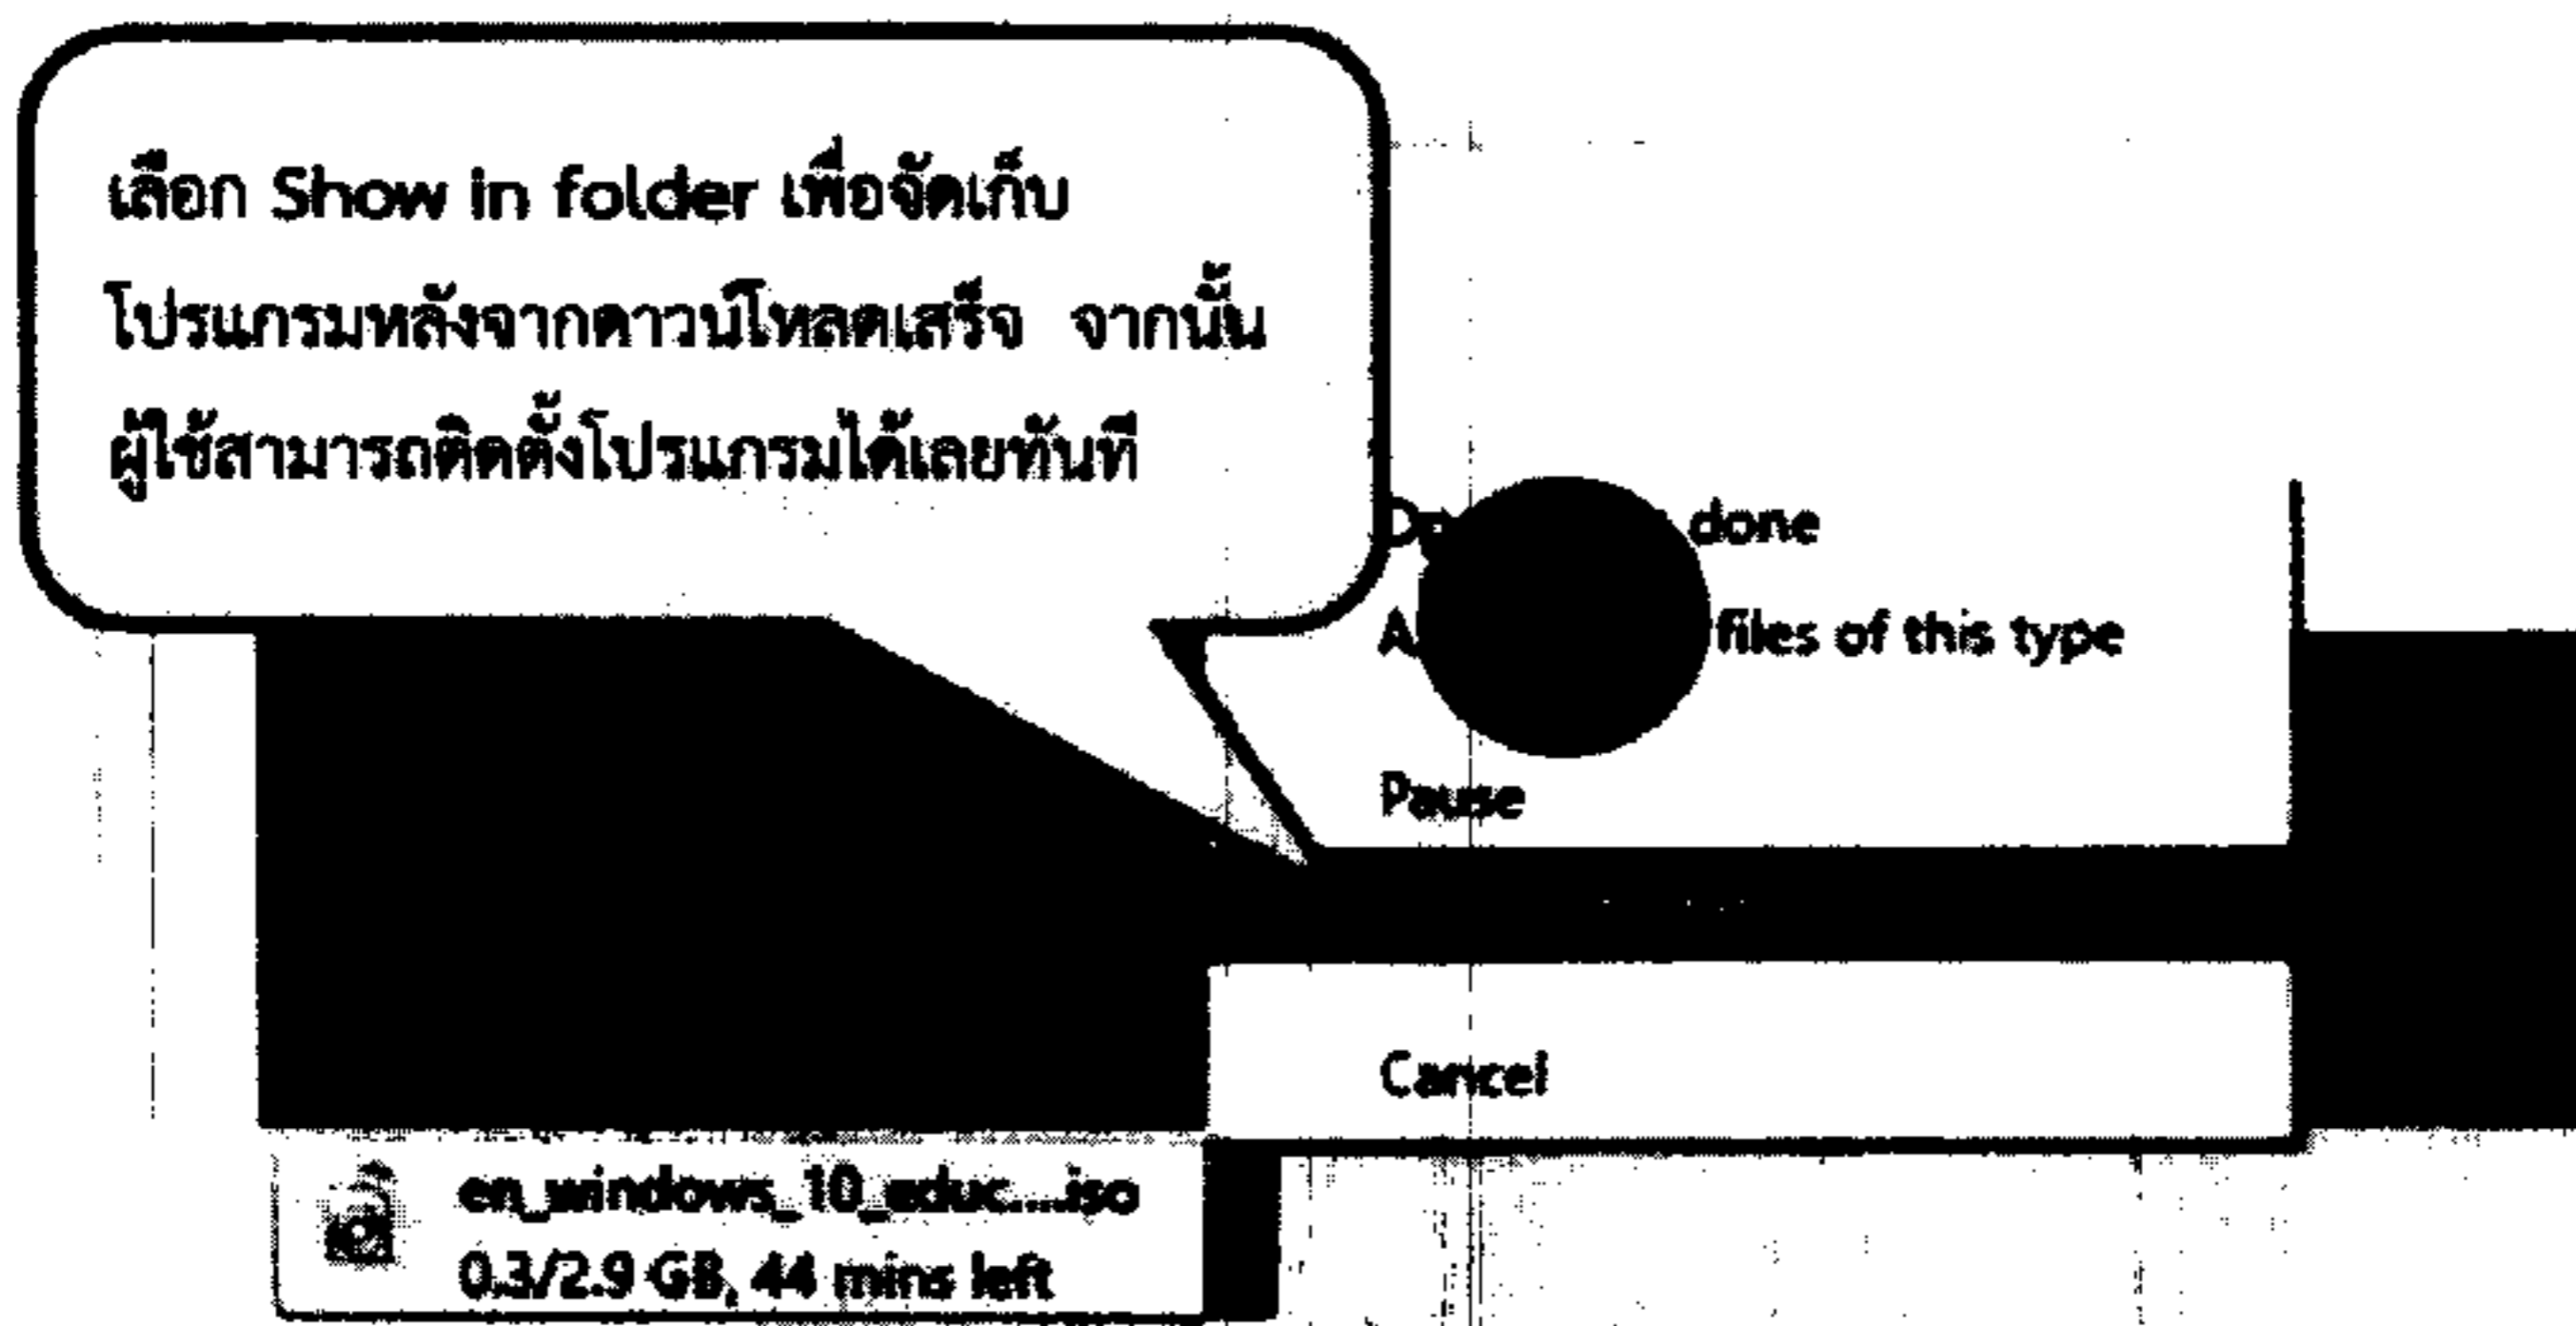 เลือก Show in folder เพื่อจัดเก็บ
โปรแกรมหลังจากดาวน์โหลดเสร็จ จากนั้น
ผู้ใช้สามารถติดตั้งโปรแกรมได้เลยทันที
done
files of this type
Pause
Cancel
en_windows_10_educ....iso
0.3/2.9 GB, 44 mins left